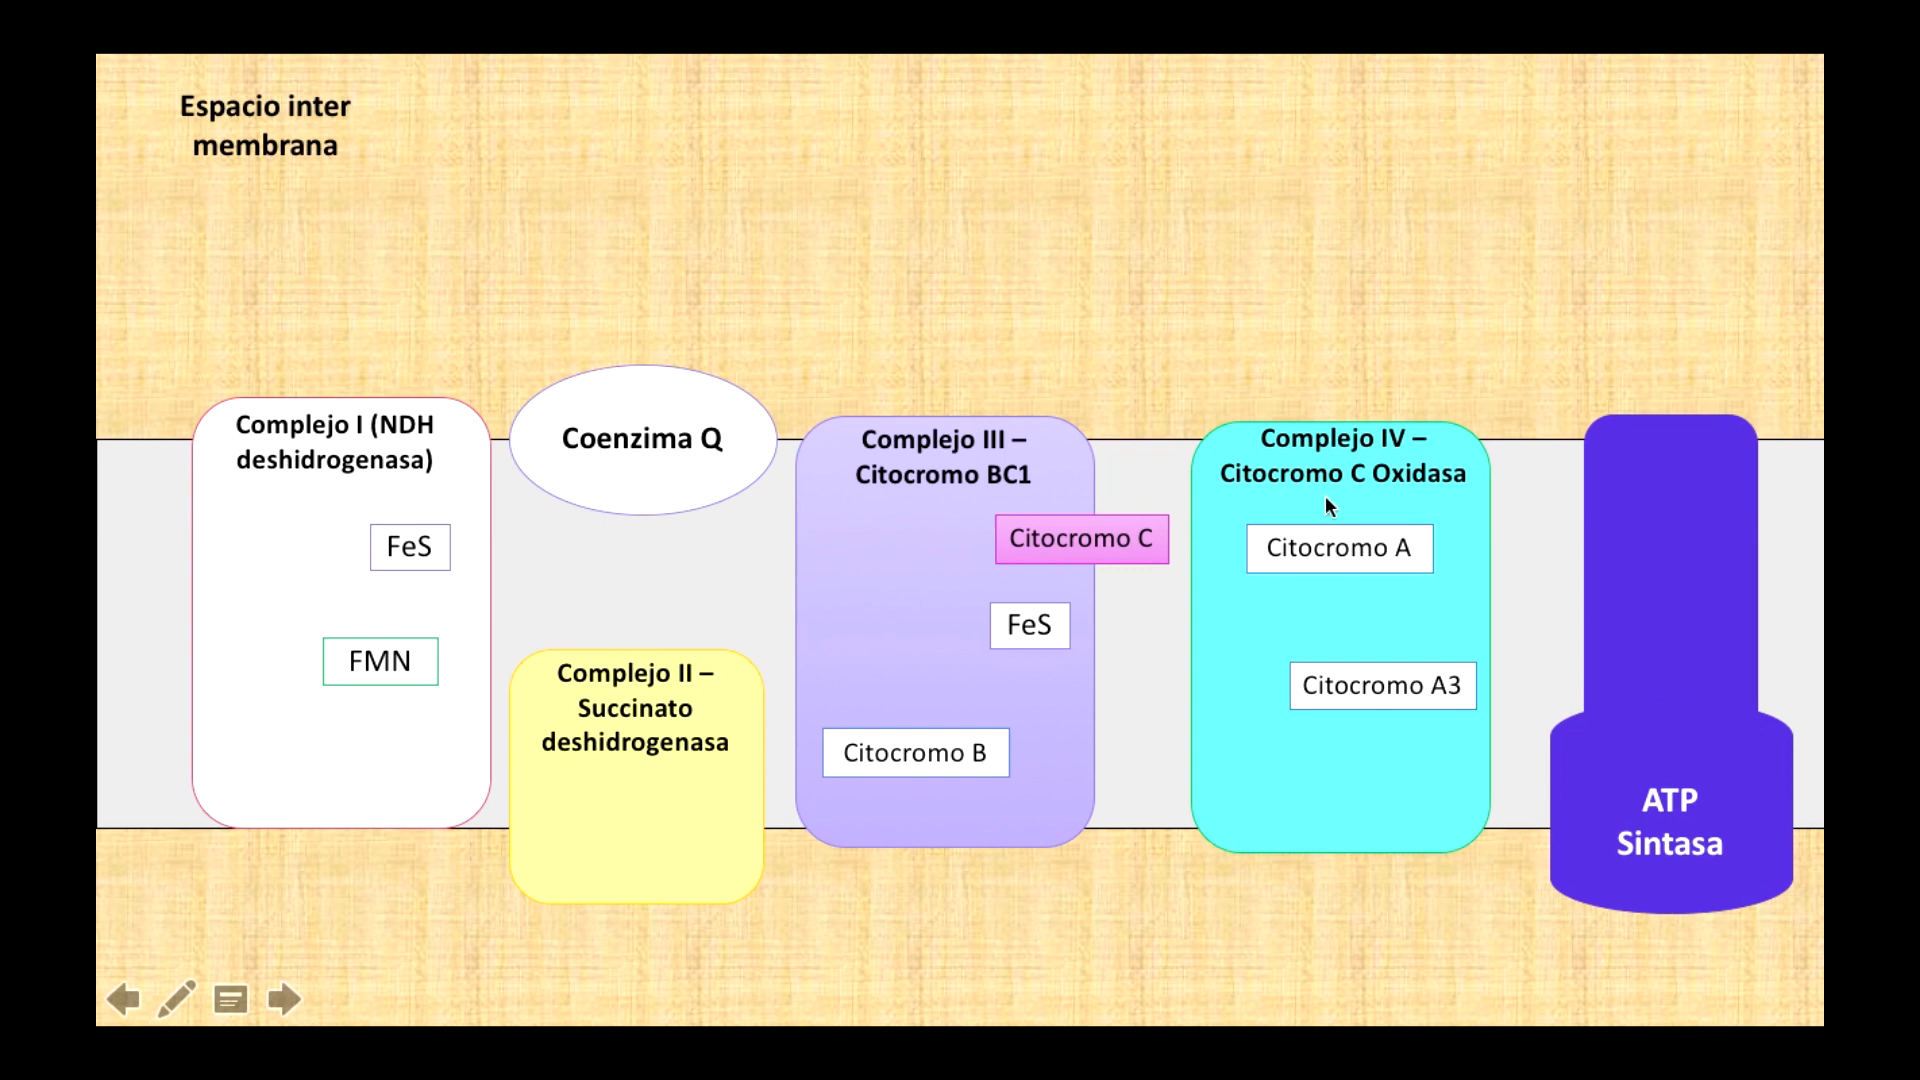 Espacio inter
membrana
Complejo I (NDH
deshidrogenasa)
FeS
FMN
Coenzima Q
Complejo II –
Succinato
deshidrogenasa
Complejo III –
Citocromo BC1
Citocromo C
FeS
Citocromo B
Complejo IV –
Citocromo C Oxidasa
Citocromo A
Citocromo A3
ATP
Sintasa